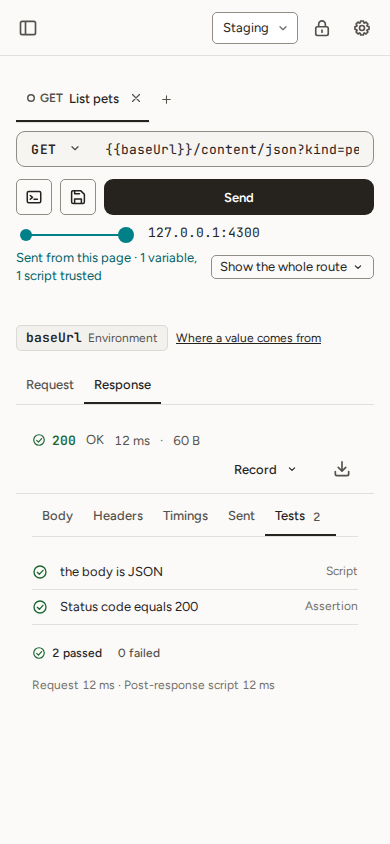 Staging
GET List pets
GET {{baseUrl}}/content/json?kind=pe
Send
127.0.0.1:4300
Sent from this page · 1 variable,
1 script trusted
Show the whole route
baseUrl Environment Where a value comes from
Request Response
200 OK 12 ms · 60 B
Record
Body Headers Timings Sent Tests 2
the body is JSON Script
Status code equals 200 Assertion
2 passed 0 failed
Request 12 ms · Post-response script 12 ms